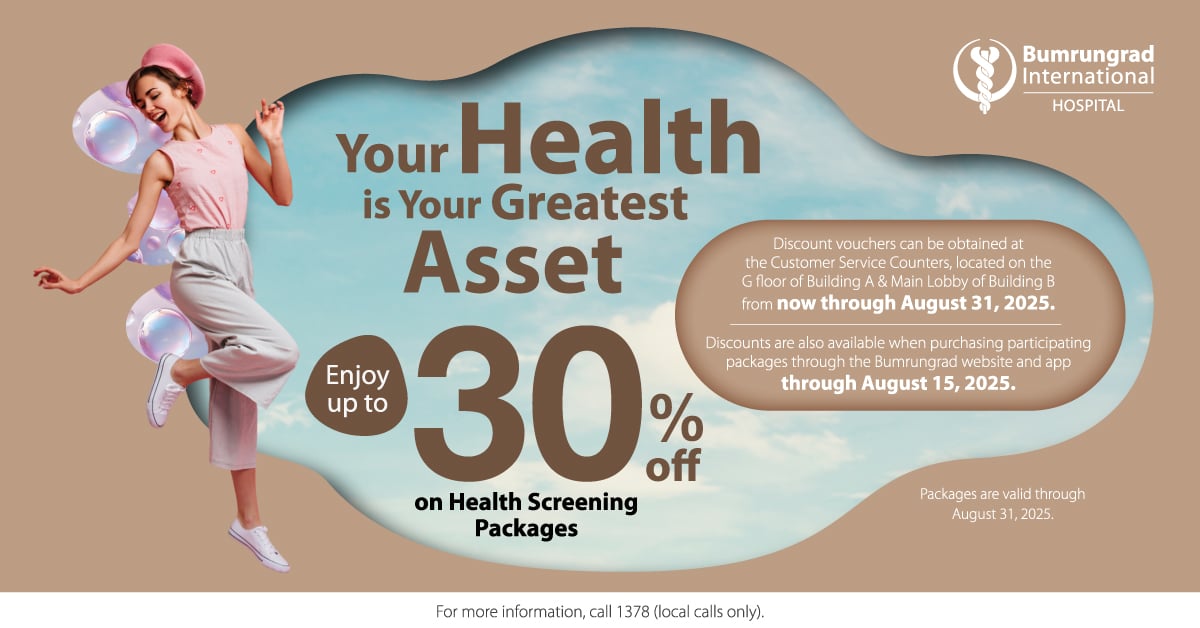 Bumrungrad
International
HOSPITAL
Your Health
is Your Greatest
Asset
Enjoy
up to
30%
off
on Health Screening
Packages
Discount vouchers can be obtained at
the Customer Service Counters, located on the
G floor of Building A & Main Lobby of Building B
from now through August 31, 2025.
Discounts are also available when purchasing participating
packages through the Bumrungrad website and app
through August 15, 2025.
Packages are valid through
August 31, 2025.
For more information, call 1378 (local calls only).